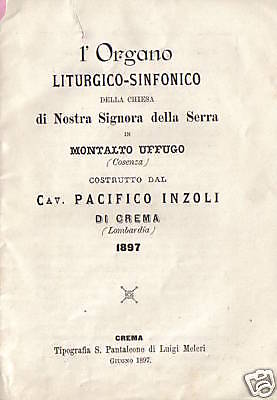 l'Organo
LITURGICO-SINFONICO
DELLA CHIESA
di Nostra Signora della Serra
IN
MONTALTO UFFUGO
(Cosenza)
COSTRUTTO DAL
CAV. PACIFICO INZOLI
DI CREMA
(Lombardia)
1897
CREMA
Tipografia S. Pantaleone di Luigi Meleri
GIUGNO 1897.